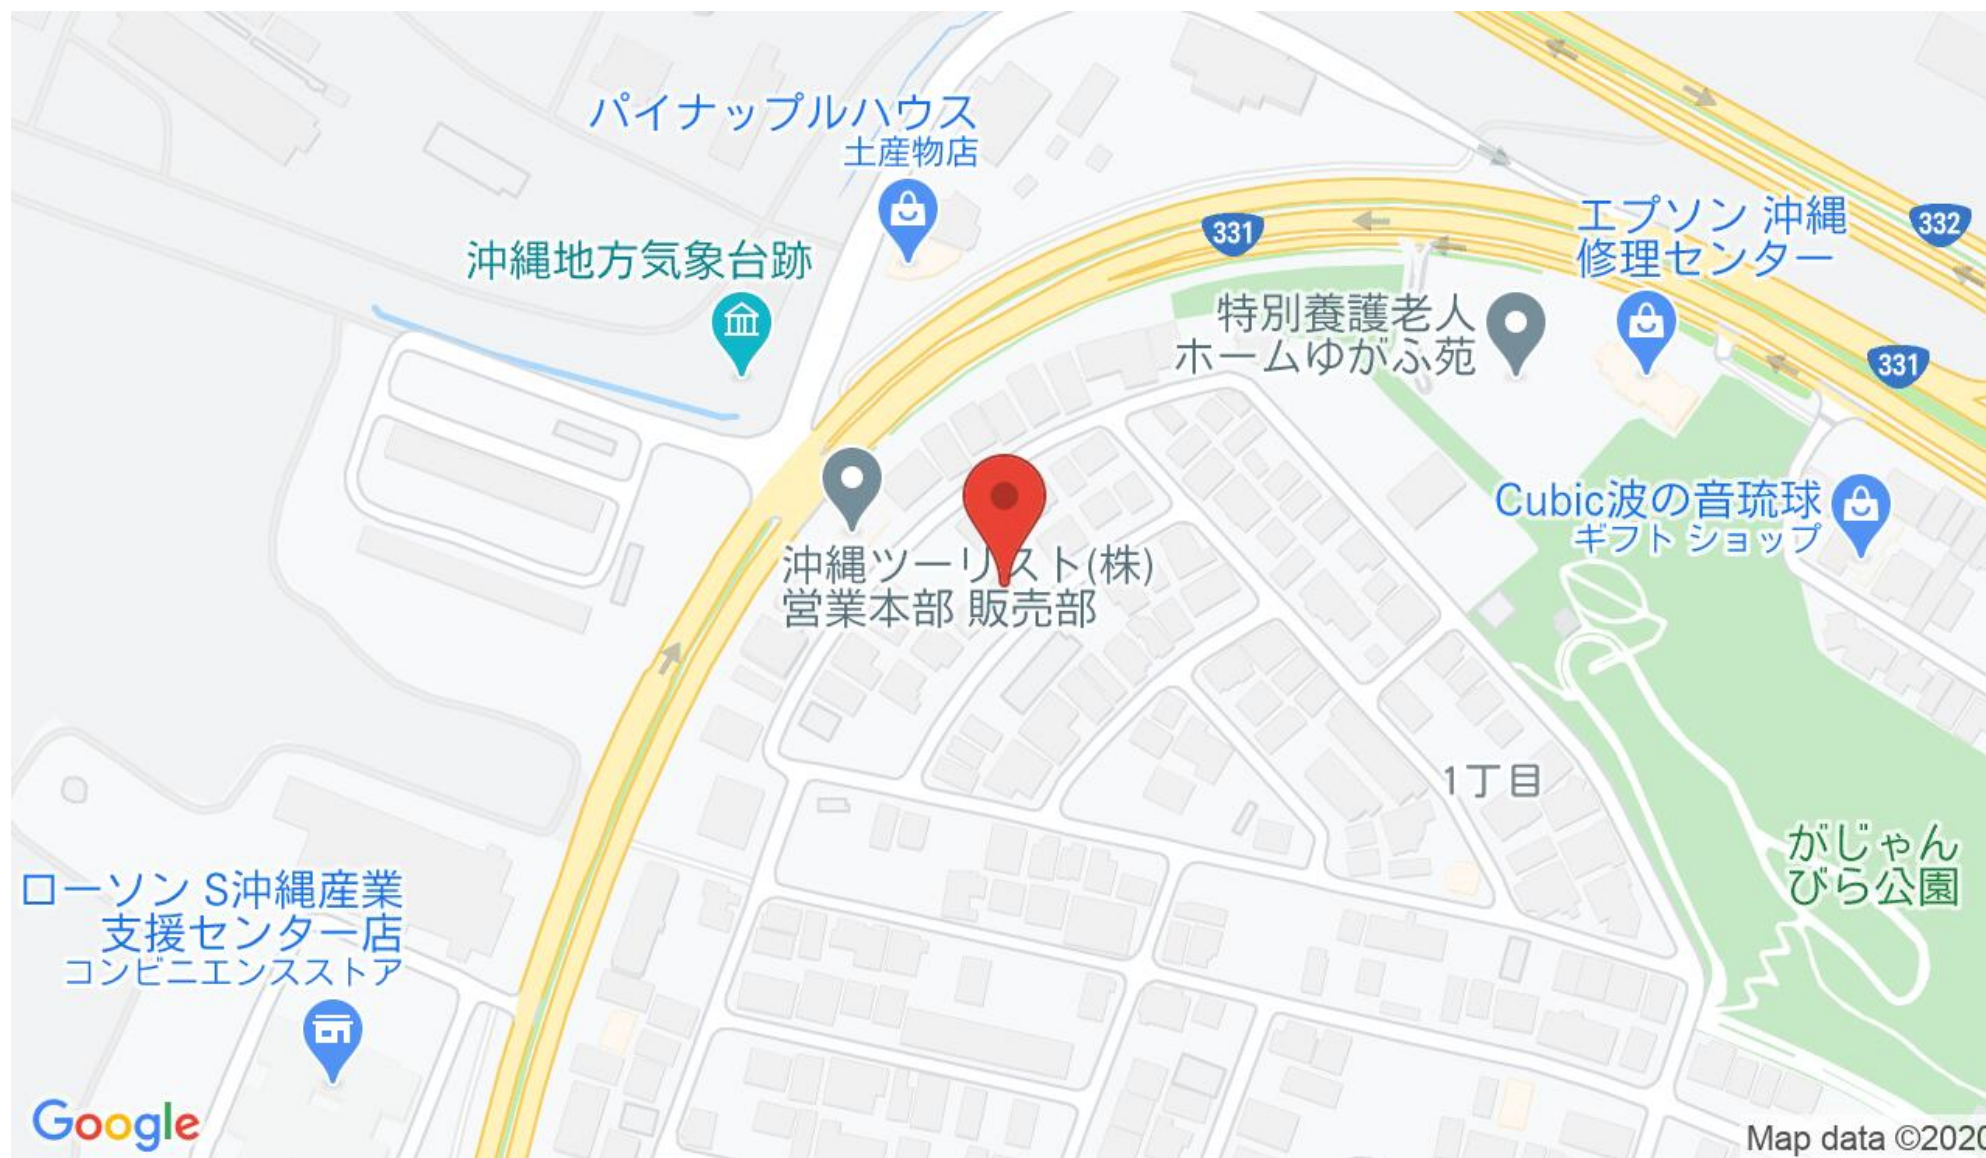 パイナップルハウス
土産物店
沖縄地方気象台跡
331
エプソン 沖縄
修理センター
332
特別養護老人
ホームゆがふ苑
331
Cubic波の音琉球
ギフト ショップ
沖縄ツーリスト(株)
営業本部 販売部
1丁目
がじゃん
びら公園
ローソン S沖縄産業
支援センター店
コンビニエンスストア
Google
Map data ©2020